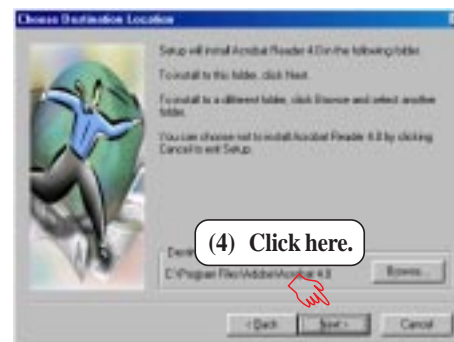 Choose Destination Location
Setup will install Acrobat Reader 4.0 in the following folder.
To install to this folder, click Next.
To install to a different folder, click Browse and select another
folder.
You can choose not to install Acrobat Reader 4.0 by clicking
Cancel to exit Setup.
(4) Click here.
C:\Program Files\Adobe\Acrobat 4.0
Browse...
< Back
Next >
Cancel